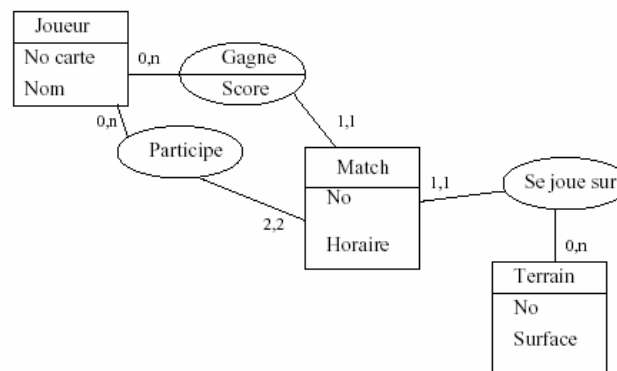 Joueur
No carte
Nom
0,n
Gagne
Score
0,n
1,1
Participe
2,2
Match
No
Horaire
1,1
Se joue sur
0,n
Terrain
No
Surface